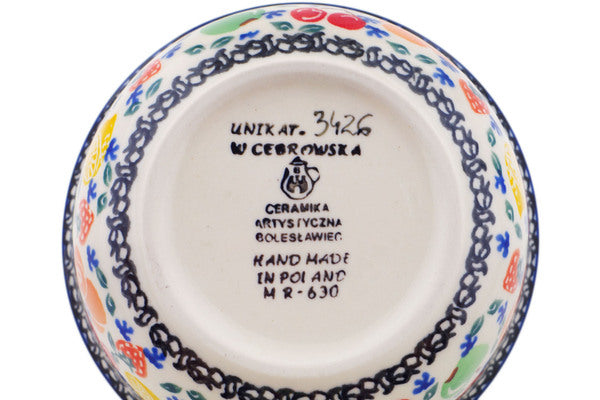 UNIKAT. 3426
W CEBROWSKA
CERAMIKA
ARTYSTYCZNA
BOLESŁAWIEC
HAND MADE
IN POLAND
M R - 630